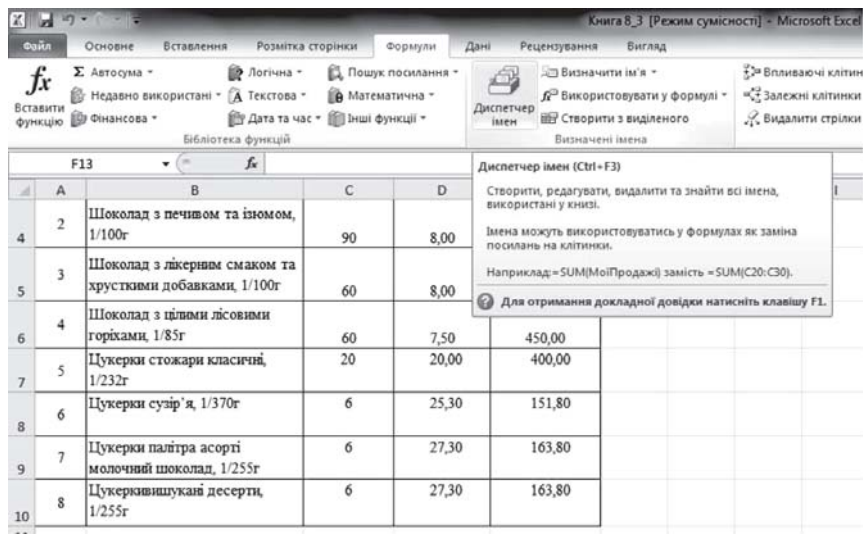 Книга 8_3 [Режим сумісності] - Microsoft Excel
Файл Основне Вставлення Розмітка сторінки Формули Дані Рецензування Вигляд
Вставити функцію
Σ Автосума
Недавно використані
Фінансова
Логічна
Текстова
Дата та час
Пошук посилання
Математична
Інші функції
Бібліотека функцій
Диспетчер імен
Визначити ім'я
Використовувати у формулі
Створити з виділеного
Визначені імена
Впливаючі клітин
Залежні клітинки
Видалити стрілки
F13 fx
Диспетчер імен (Ctrl+F3)
Створити, редагувати, видалити та знайти всі імена,
використані у книзі.
Імена можуть використовуватись у формулах як заміна
посилань на клітинки.
Наприклад:=SUM(МоїПродажі) замість =SUM(C20:C30).
Для отримання докладної довідки натисніть клавішу F1.
A B C D I
4 2 Шоколад з печивом та ізюмом,
1/100г 90 8,00
5 3 Шоколад з лікерним смаком та
хрусткими добавками, 1/100г 60 8,00
6 4 Шоколад з цілими лісовими
горіхами, 1/85г 60 7,50 450,00
7 5 Цукерки стожари класичні,
1/232г 20 20,00 400,00
8 6 Цукерки сузір`я, 1/370г 6 25,30 151,80
9 7 Цукерки палітра асорті
молочний шоколад, 1/255г 6 27,30 163,80
10 8 Цукеркивишукані десерти,
1/255г 6 27,30 163,80